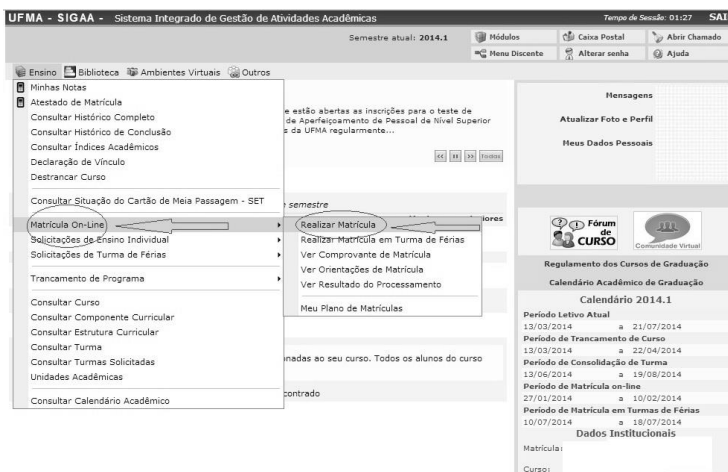 UFMA - SIGAA - Sistema Integrado de Gestão de Atividades Acadêmicas
Tempo de Sessão: 01:27 SAI
Semestre atual: 2014.1
Módulos
Caixa Postal
Abrir Chamado
Menu Discente
Alterar senha
Ajuda
Ensino Biblioteca Ambientes Virtuais Outros
Minhas Notas
Atestado de Matrícula
Consultar Histórico Completo
Consultar Histórico de Conclusão
Consultar Índices Acadêmicos
Declaração de Vínculo
Destrancar Curso
Consultar Situação do Cartão de Meia Passagem - SET
Matrícula On-Line
Solicitações de Ensino Individual
Solicitações de Turma de Férias
Trancamento de Programa
Consultar Curso
Consultar Componente Curricular
Consultar Estrutura Curricular
Consultar Turma
Consultar Turmas Solicitadas
Unidades Acadêmicas
Consultar Calendário Acadêmico
e estão abertas as inscrições para o teste de
de Aperfeiçoamento de Pessoal de Nível Superior
s da UFMA regularmente...
Todas
semestre
iores
Realizar Matrícula
Realizar Matrícula em Turma de Férias
Ver Comprovante de Matrícula
Ver Orientações de Matrícula
Ver Resultado do Processamento
Meu Plano de Matrículas
onadas ao seu curso. Todos os alunos do curso
contrado
Mensagens
Atualizar Foto e Perfil
Meus Dados Pessoais
Fórum
de
CURSO
Comunidade Virtual
Regulamento dos Cursos de Graduação
Calendário Acadêmico de Graduação
Calendário 2014.1
Período Letivo Atual
13/03/2014 a 21/07/2014
Período de Trancamento de Curso
13/03/2014 a 22/04/2014
Período de Consolidação de Turma
13/06/2014 a 19/08/2014
Período de Matrícula on-line
27/01/2014 a 10/02/2014
Período de Matrícula em Turmas de Férias
10/07/2014 a 18/07/2014
Dados Institucionais
Matrícula:
Curso: